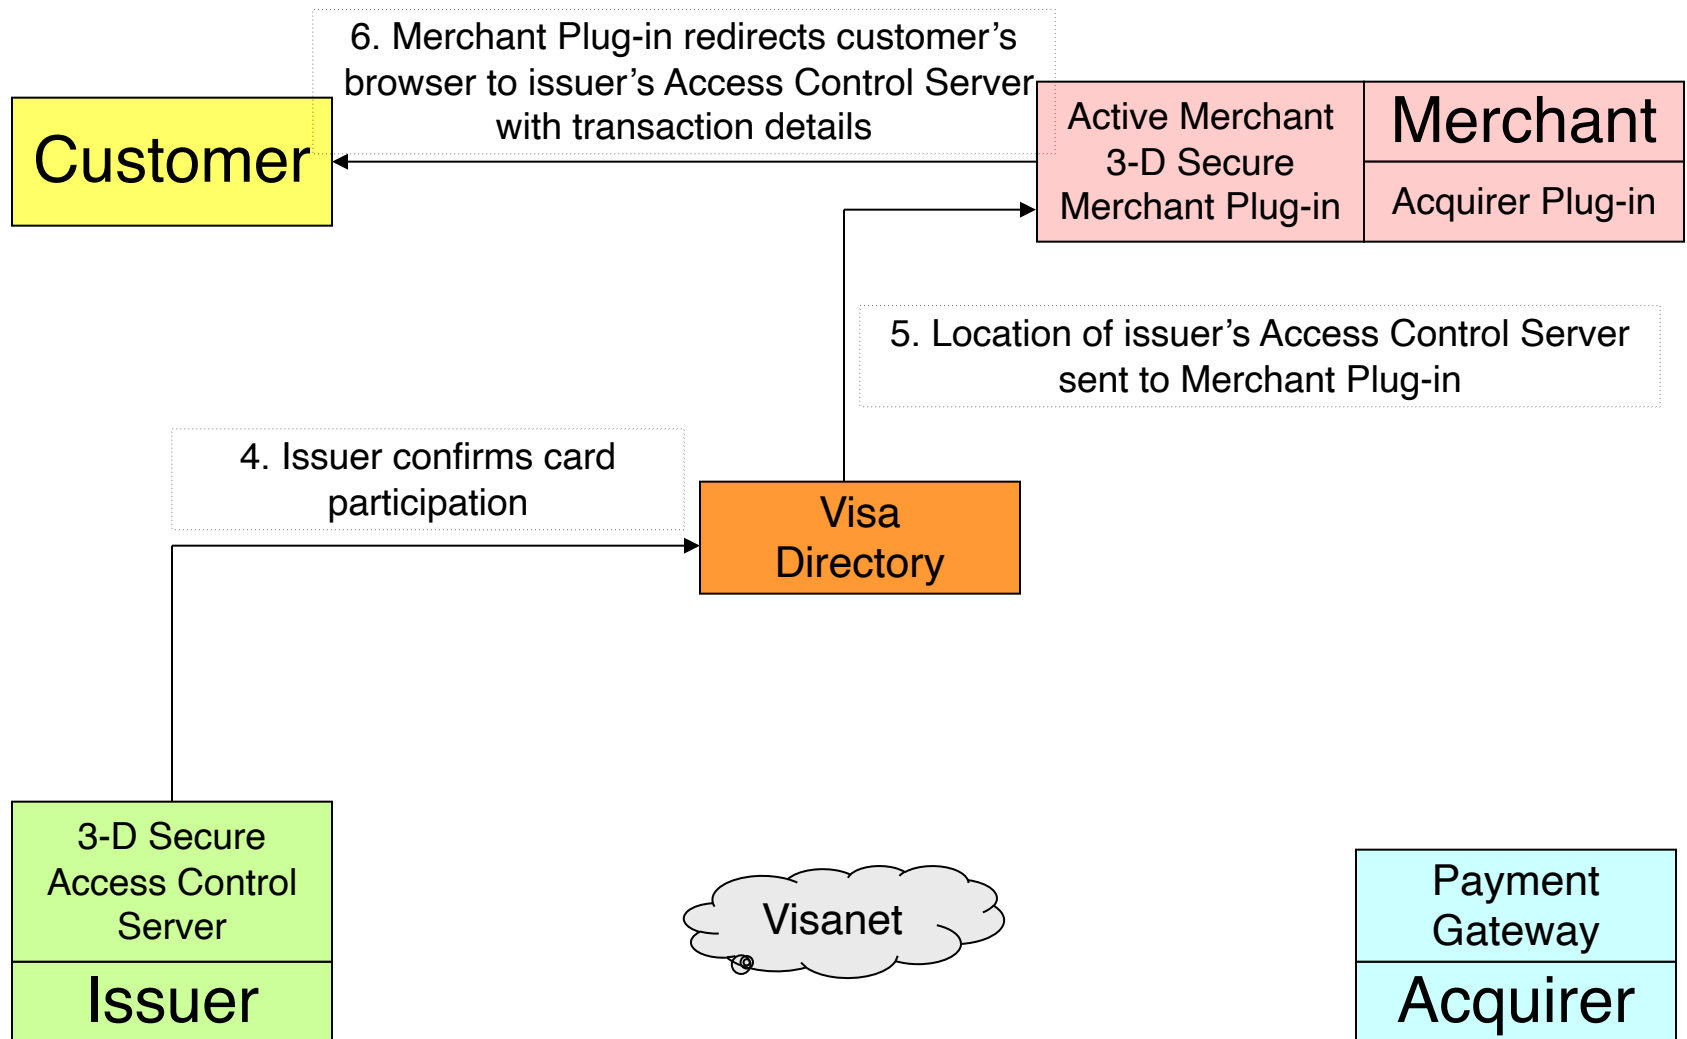 6. Merchant Plug-in redirects customer’s
browser to issuer’s Access Control Server
with transaction details
Customer
Active Merchant
3-D Secure
Merchant Plug-in
Merchant
Acquirer Plug-in
5. Location of issuer’s Access Control Server
sent to Merchant Plug-in
4. Issuer confirms card
participation
Visa
Directory
3-D Secure
Access Control
Server
Issuer
Visanet
Payment
Gateway
Acquirer